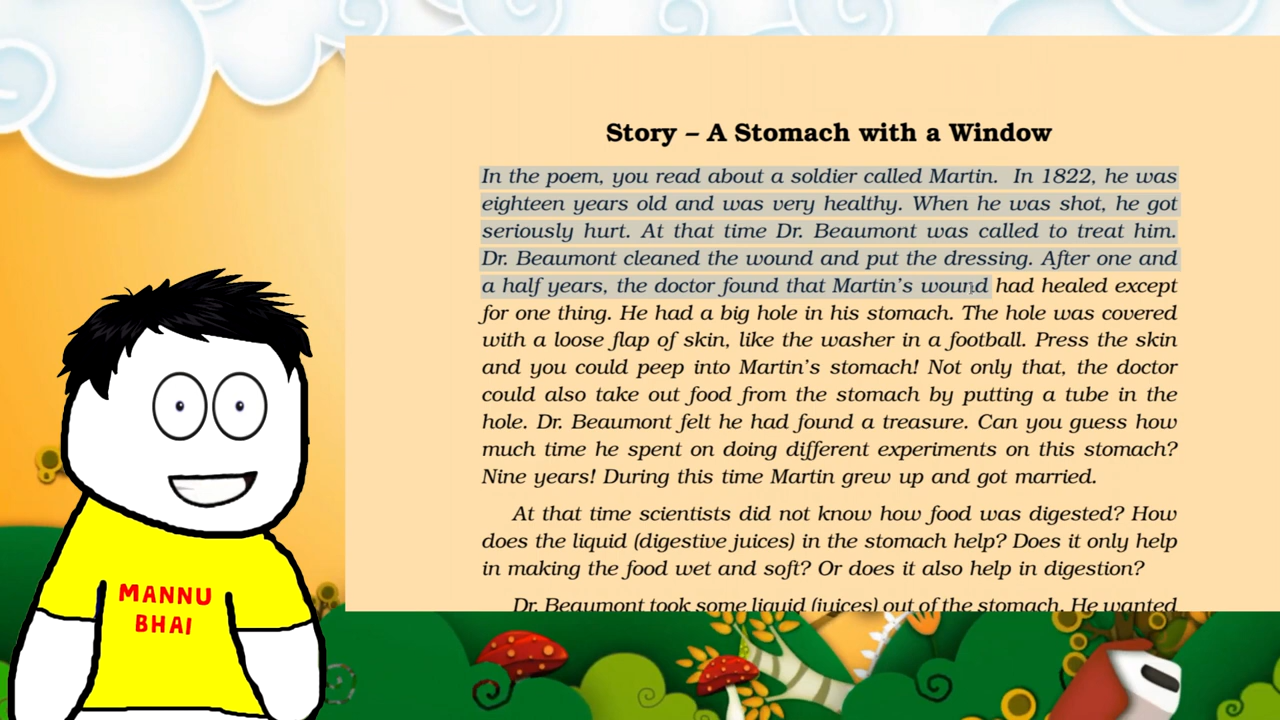 Story – A Stomach with a Window
In the poem, you read about a soldier called Martin. In 1822, he was
eighteen years old and was very healthy. When he was shot, he got
seriously hurt. At that time Dr. Beaumont was called to treat him.
Dr. Beaumont cleaned the wound and put the dressing. After one and
a half years, the doctor found that Martin's wound had healed except
for one thing. He had a big hole in his stomach. The hole was covered
with a loose flap of skin, like the washer in a football. Press the skin
and you could peep into Martin's stomach! Not only that, the doctor
could also take out food from the stomach by putting a tube in the
hole. Dr. Beaumont felt he had found a treasure. Can you guess how
much time he spent on doing different experiments on this stomach?
Nine years! During this time Martin grew up and got married.
At that time scientists did not know how food was digested? How
does the liquid (digestive juices) in the stomach help? Does it only help
in making the food wet and soft? Or does it also help in digestion?
Dr. Beaumont took some liquid (juices) out of the stomach. He wanted
MANNU
BHAI